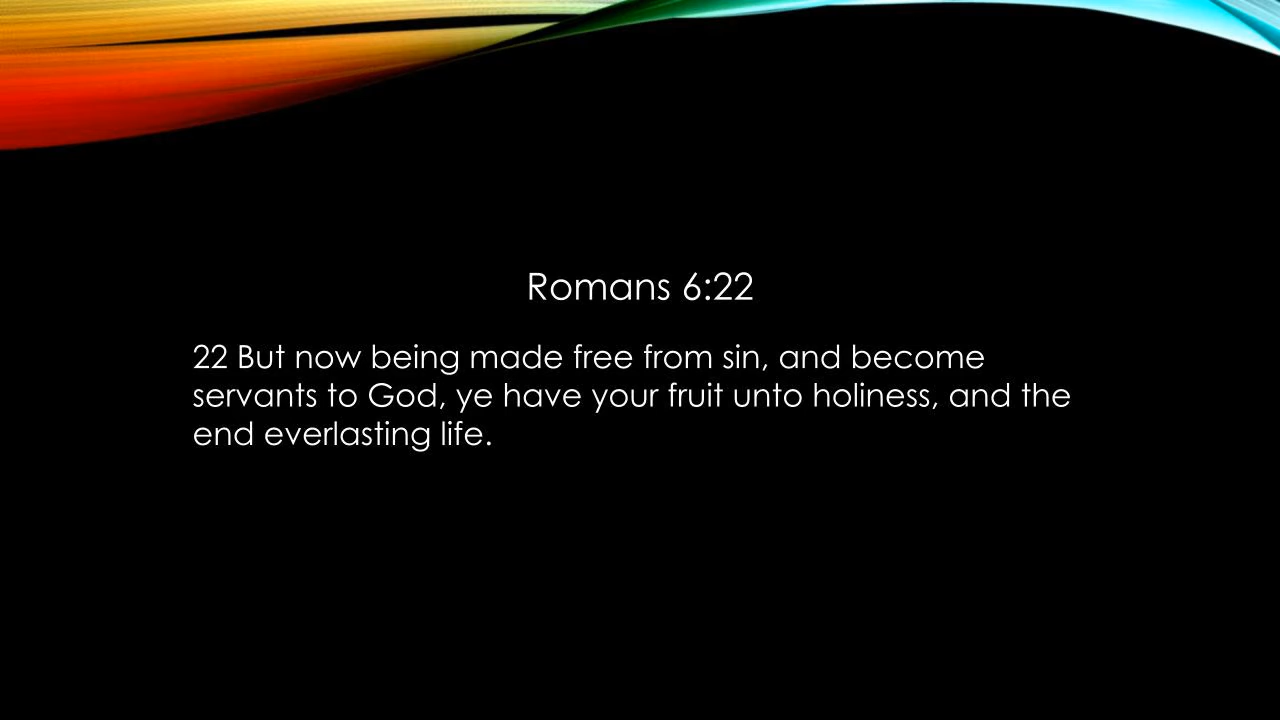 Romans 6:22
22 But now being made free from sin, and become
servants to God, ye have your fruit unto holiness, and the
end everlasting life.